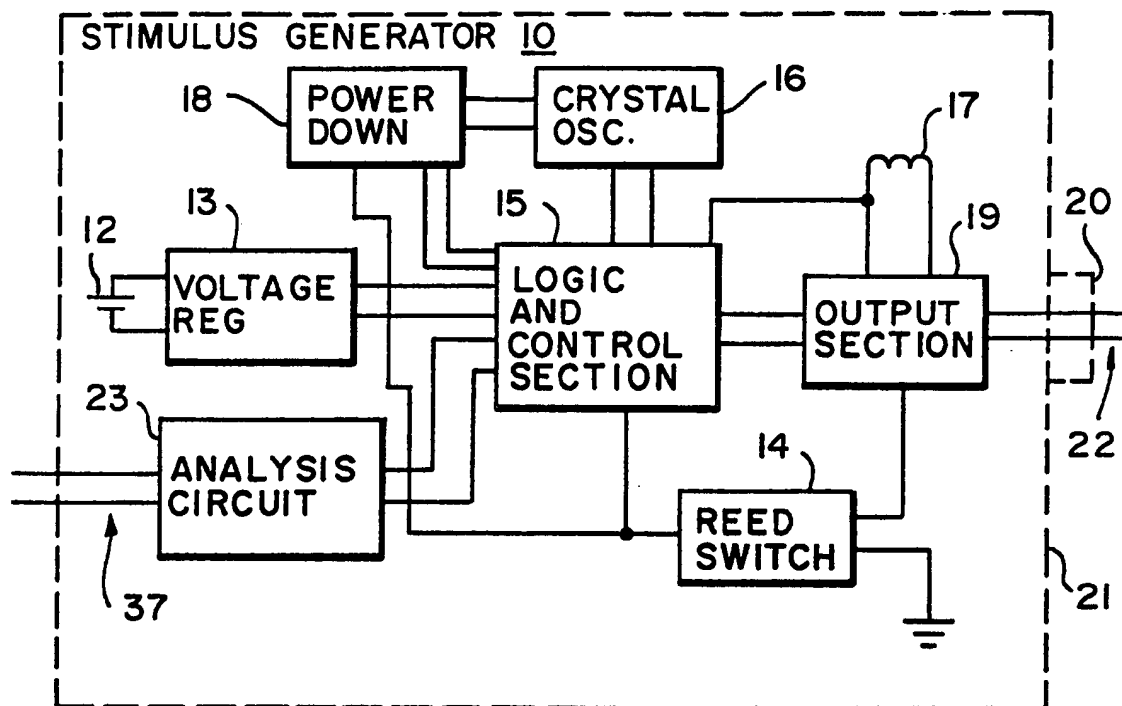 STIMULUS GENERATOR 10
18
POWER
DOWN
CRYSTAL
OSC.
16
17
12
13
VOLTAGE
REG
15
LOGIC
AND
CONTROL
SECTION
19
OUTPUT
SECTION
20
22
23
ANALYSIS
CIRCUIT
37
14
REED
SWITCH
21